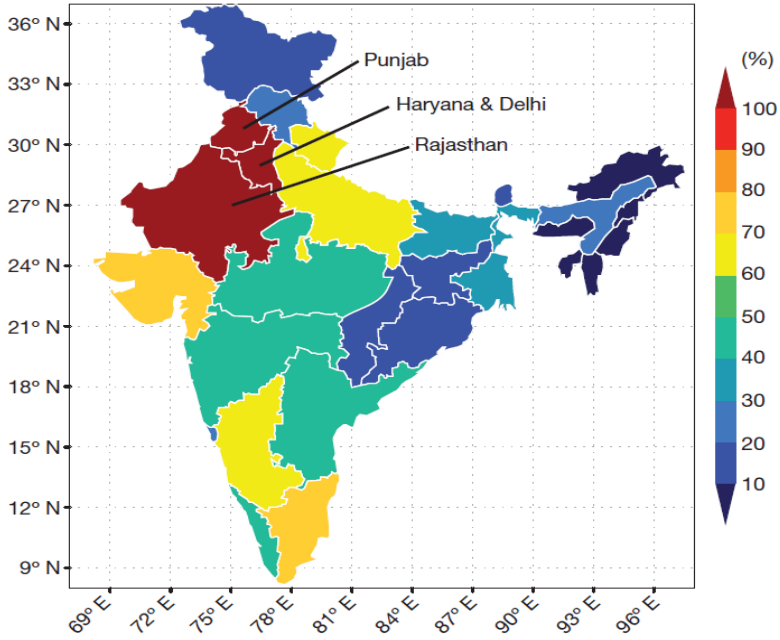 36° N
33° N
30° N
27° N
24° N
21° N
18° N
15° N
12° N
9° N
Punjab
Haryana & Delhi
Rajasthan
69° E
72° E
75° E
78° E
81° E
84° E
87° E
90° E
93° E
96° E
(%)
100
90
80
70
60
50
40
30
20
10